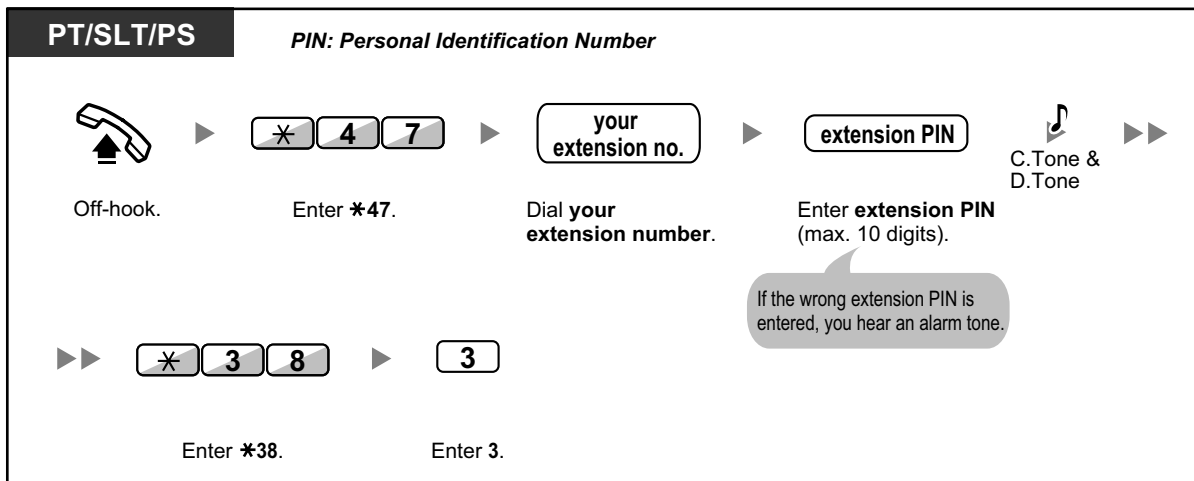 PT/SLT/PS
PIN: Personal Identification Number
* 4 7
your
extension no.
extension PIN
C.Tone &
D.Tone
Off-hook.
Enter *47.
Dial your
extension number.
Enter extension PIN
(max. 10 digits).
If the wrong extension PIN is
entered, you hear an alarm tone.
* 3 8
3
Enter *38.
Enter 3.